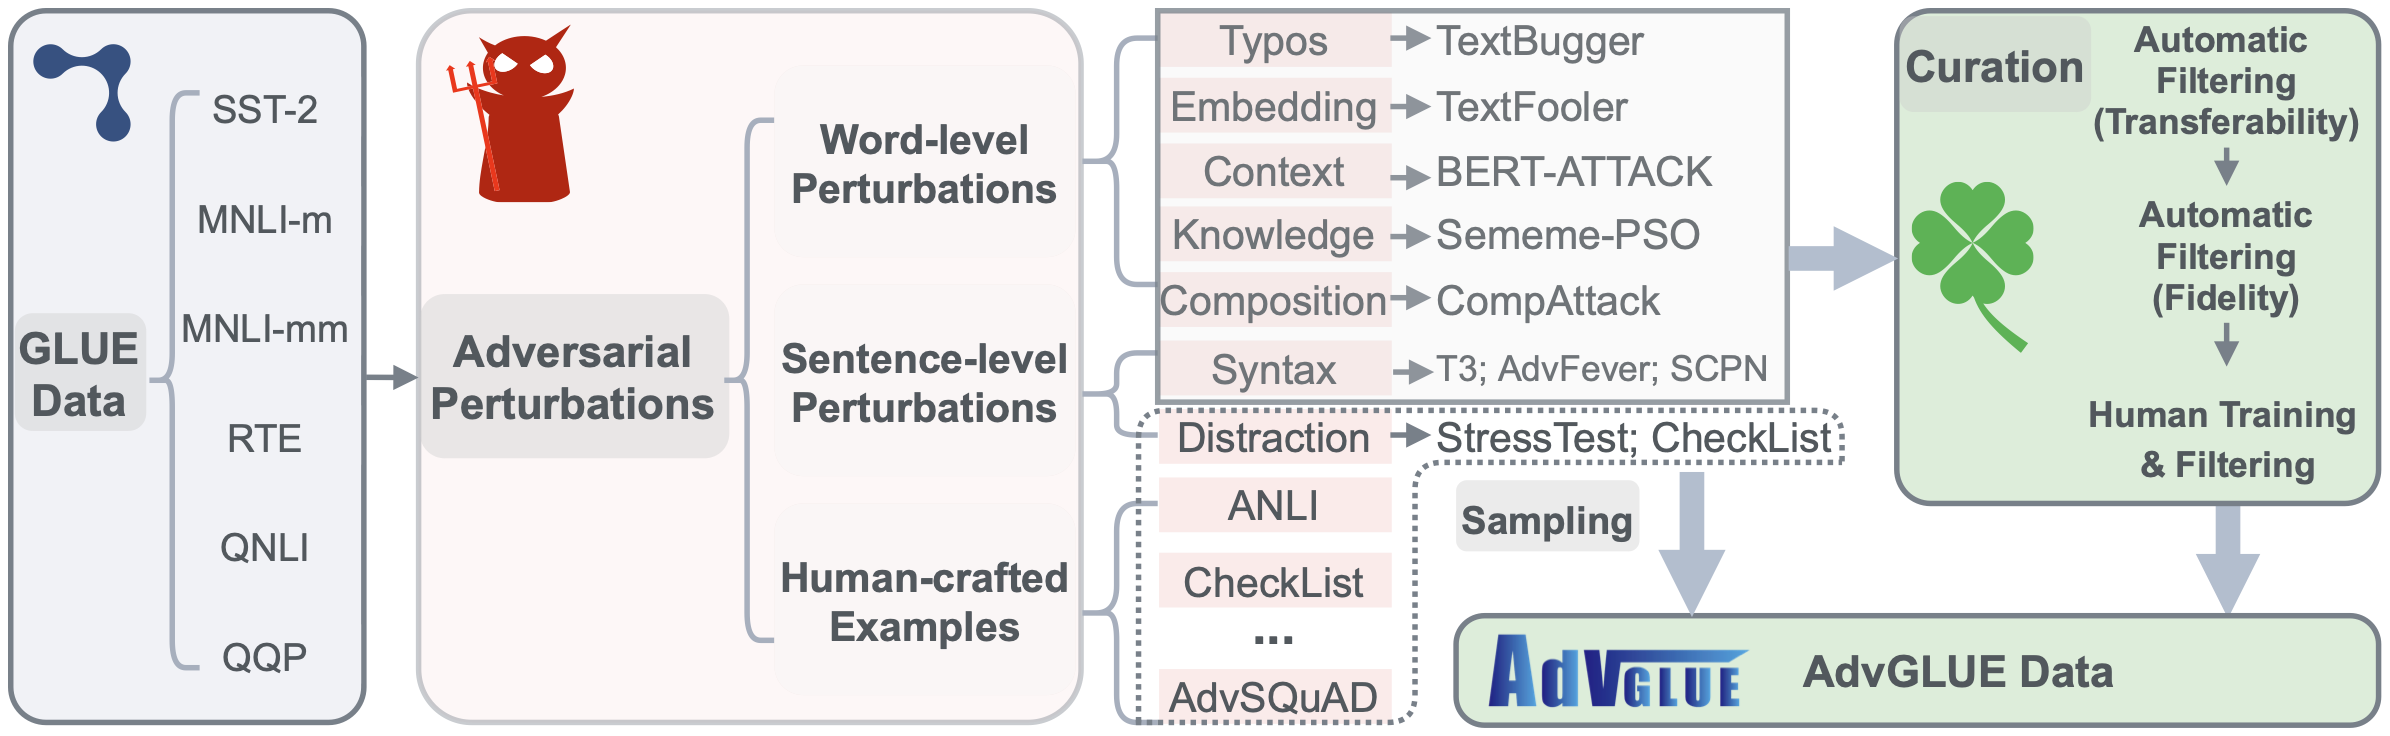 GLUE
Data
SST-2
MNLI-m
MNLI-mm
RTE
QNLI
QQP
Adversarial
Perturbations
Word-level
Perturbations
Sentence-level
Perturbations
Human-crafted
Examples
Typos TextBugger
Embedding TextFooler
Context BERT-ATTACK
Knowledge Sememe-PSO
Composition CompAttack
Syntax T3; AdvFever; SCPN
Distraction StressTest; CheckList
ANLI
CheckList
...
AdvSQuAD
Sampling
Curation
Automatic
Filtering
(Transferability)
Automatic
Filtering
(Fidelity)
Human Training
& Filtering
AdVGLUE AdvGLUE Data